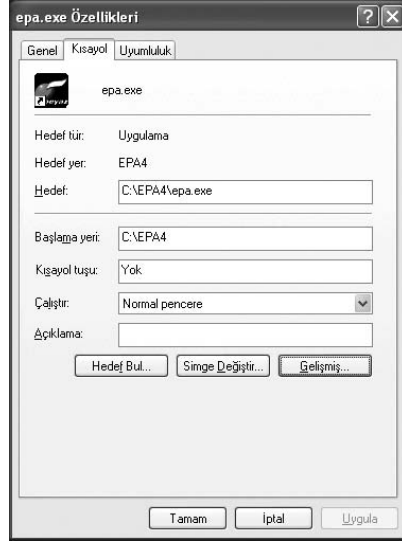 epa.exe Özellikleri
Genel Kısayol Uyumluluk
epa.exe
Hedef tür: Uygulama
Hedef yer: EPA4
Hedef: C:\EPA4\epa.exe
Başlama yeri: C:\EPA4
Kısayol tuşu: Yok
Çalıştır: Normal pencere
Açıklama:
Hedef Bul... Simge Değiştir... Gelişmiş...
Tamam İptal Uygula